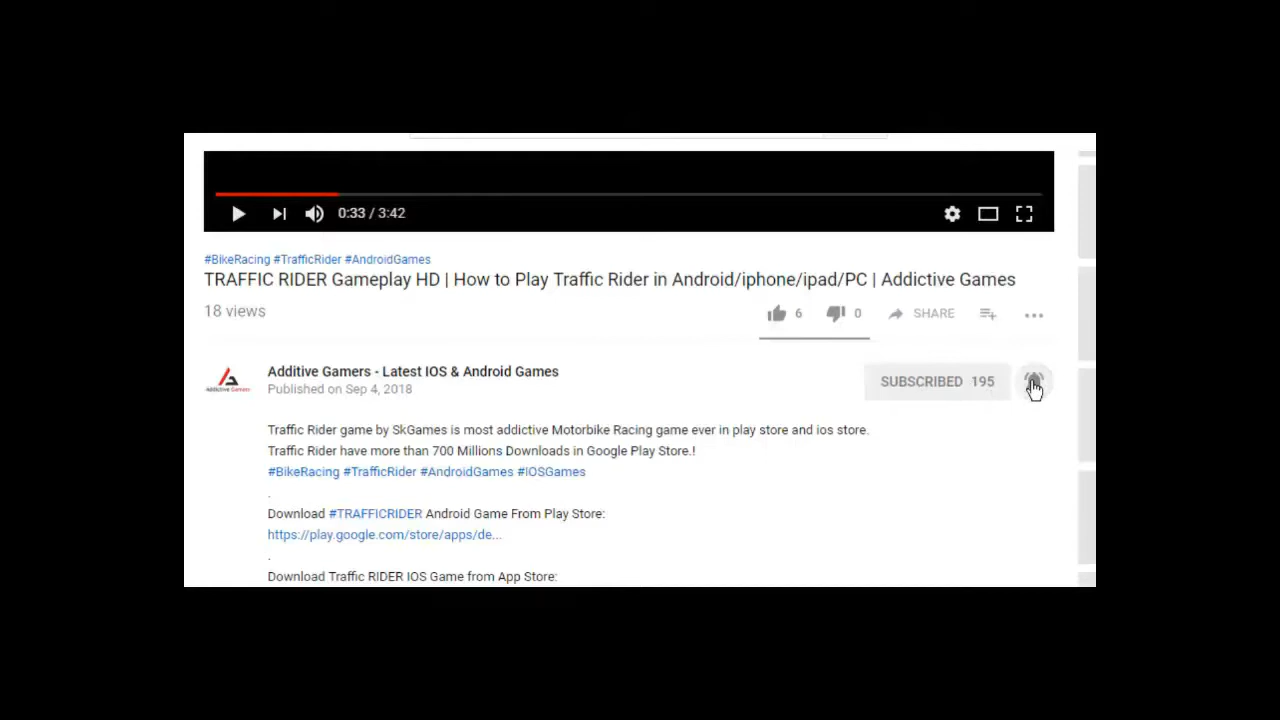 0:33 / 3:42
#BikeRacing #TrafficRider #AndroidGames
TRAFFIC RIDER Gameplay HD | How to Play Traffic Rider in Android/iphone/ipad/PC | Addictive Games
18 views
6 0 SHARE
Additive Gamers - Latest IOS & Android Games
Published on Sep 4, 2018
SUBSCRIBED 195
Addictive Gamers
Traffic Rider game by SkGames is most addictive Motorbike Racing game ever in play store and ios store.
Traffic Rider have more than 700 Millions Downloads in Google Play Store.!
#BikeRacing #TrafficRider #AndroidGames #IOSGames
.
Download #TRAFFICRIDER Android Game From Play Store:
https://play.google.com/store/apps/de...
.
Download Traffic RIDER IOS Game from App Store: